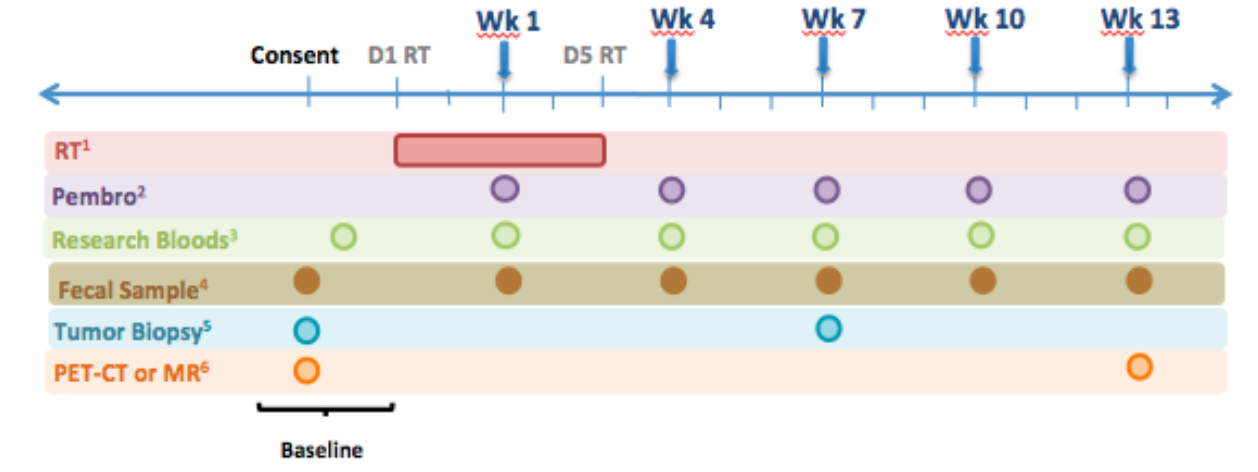 Wk 1 Wk 4 Wk 7 Wk 10 Wk 13
Consent D1 RT D5 RT
RT¹
Pembro²
Research Bloods³
Fecal Sample⁴
Tumor Biopsy⁵
PET-CT or MR⁶
Baseline